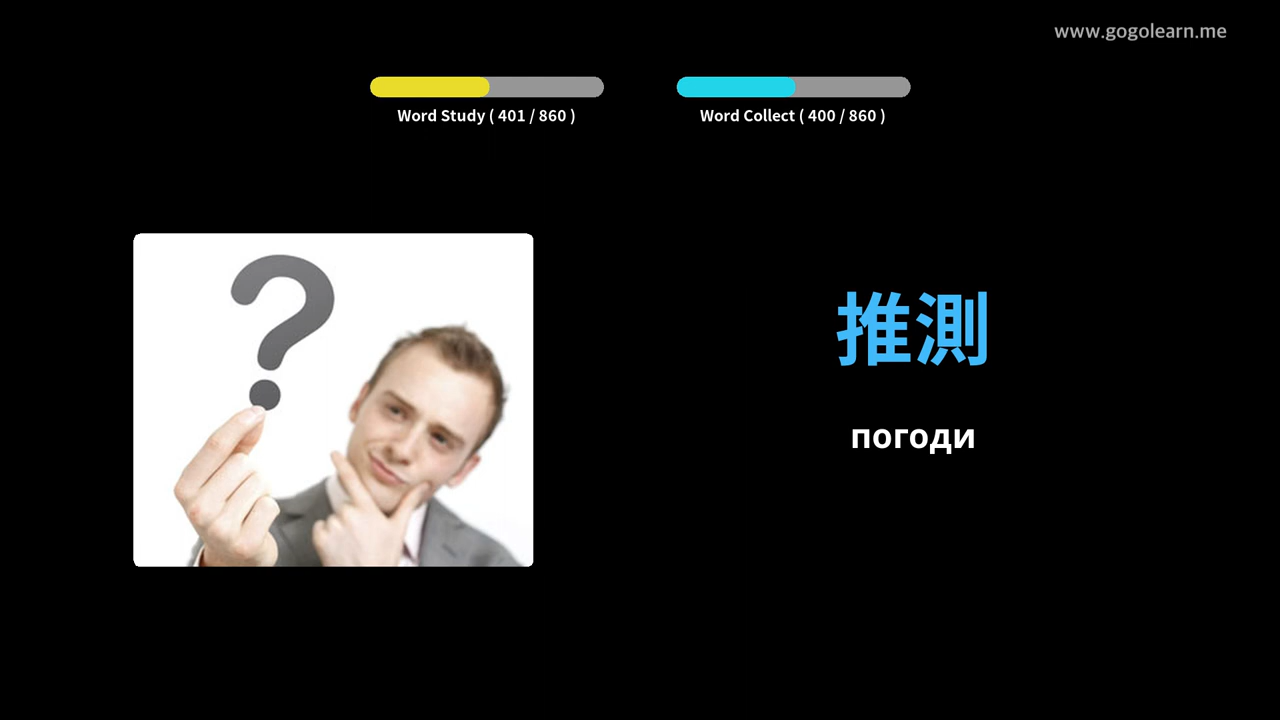 www.gogolearn.me
Word Study ( 401 / 860 )
Word Collect ( 400 / 860 )
?
推測
погоди